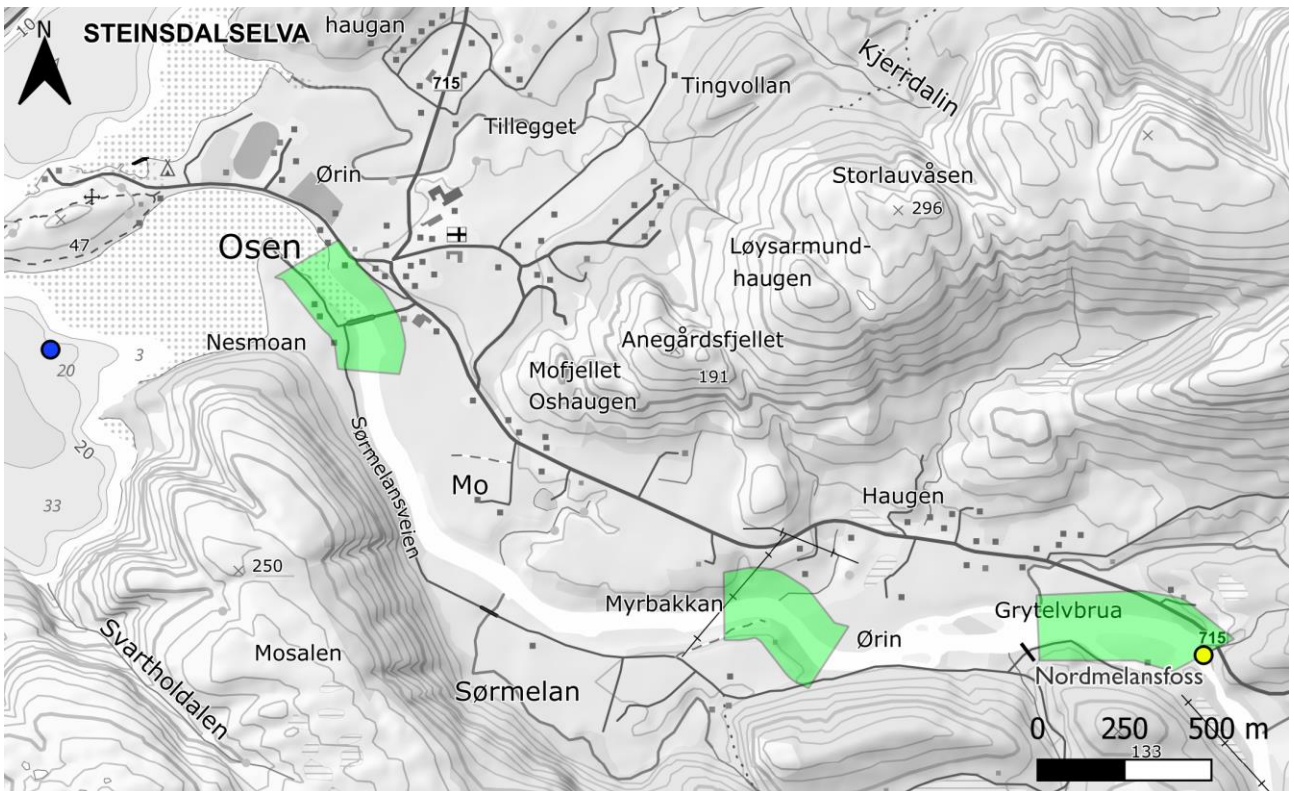 10
N
STEINSDALSELVA
haugan
715
Kjerrdalin
Tingvollan
Tillegget
Ørin
Storlauvåsen
296
47
Osen
Løysarmund-
haugen
Nesmoan
3
20
Anegårdsfjellet
191
Mofjellet
Oshaugen
20
33
Sørmelansveien
Mo
Haugen
250
Myrbakkan
Grytelvbrua
Svartholdalen
Mosalen
Ørin
715
Sørmelan
Nordmelansfoss
0 250 500 m
133